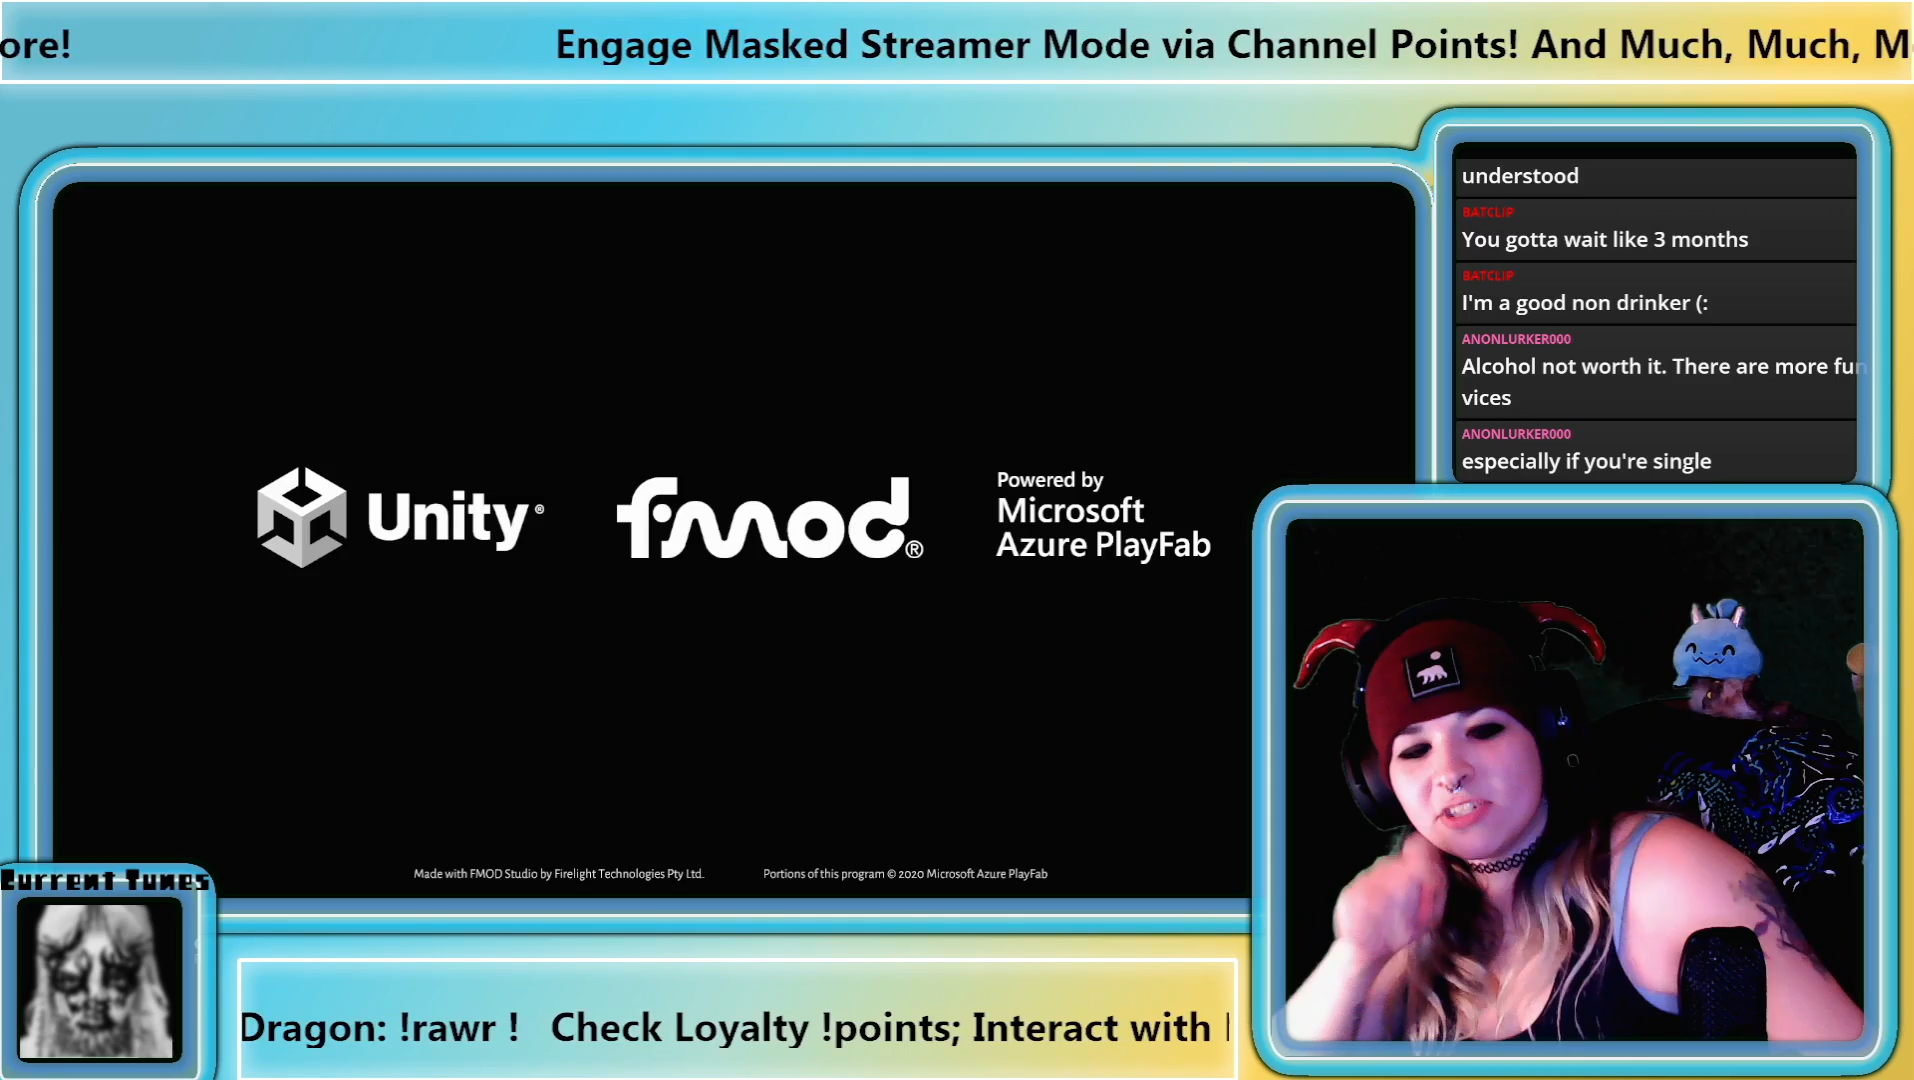 ore!
Engage Masked Streamer Mode via Channel Points! And Much, Much, M
understood
BATCLIP
You gotta wait like 3 months
BATCLIP
I'm a good non drinker (:
ANONLURKER000
Alcohol not worth it. There are more fun
vices
ANONLURKER000
especially if you're single
Unity®
fmod®
Powered by
Microsoft
Azure PlayFab
Made with FMOD Studio by Firelight Technologies Pty Ltd.
Portions of this program © 2020 Microsoft Azure PlayFab
Current Tunes
Dragon: !rawr !   Check Loyalty !points; Interact with